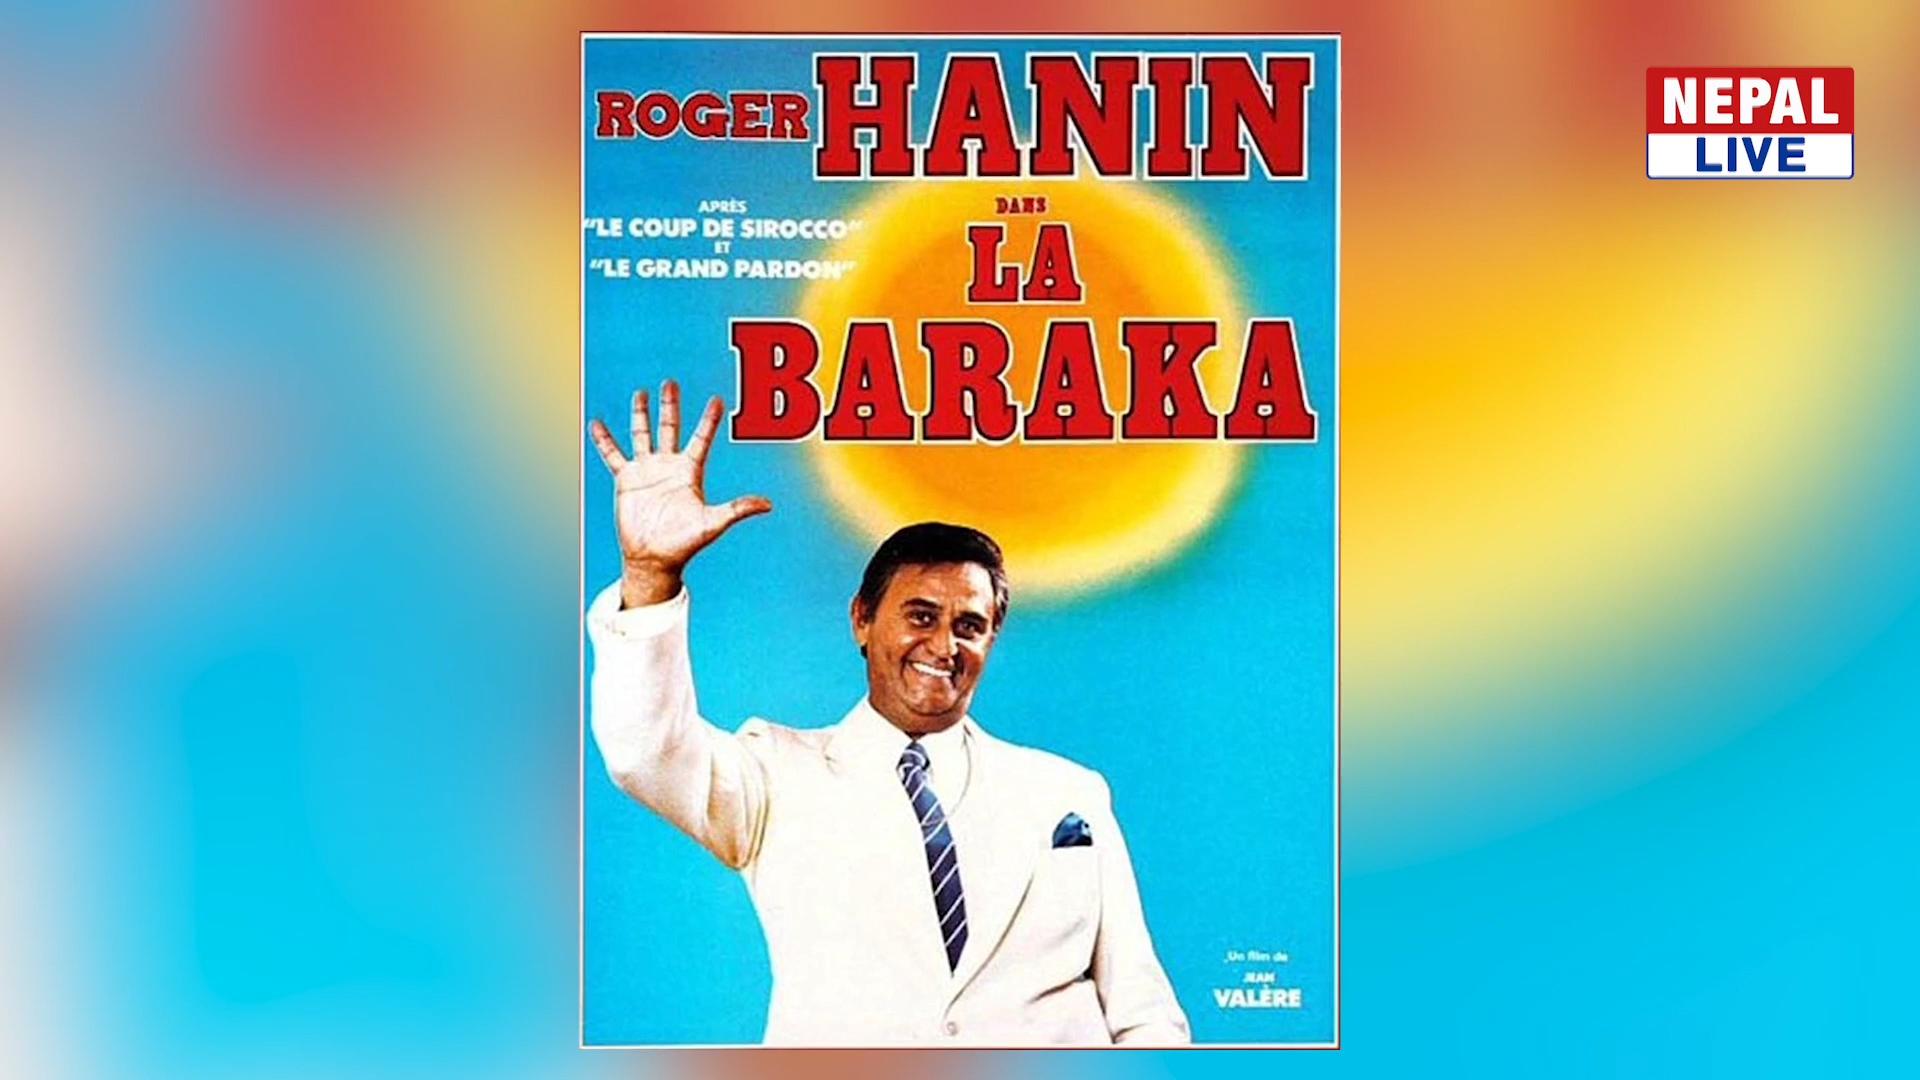 ROGER HANIN
APRÈS
"LE COUP DE SIROCCO"
ET
"LE GRAND PARDON"
DANS
LA
BARAKA
Un film de
JEAN
VALÈRE
NEPAL
LIVE